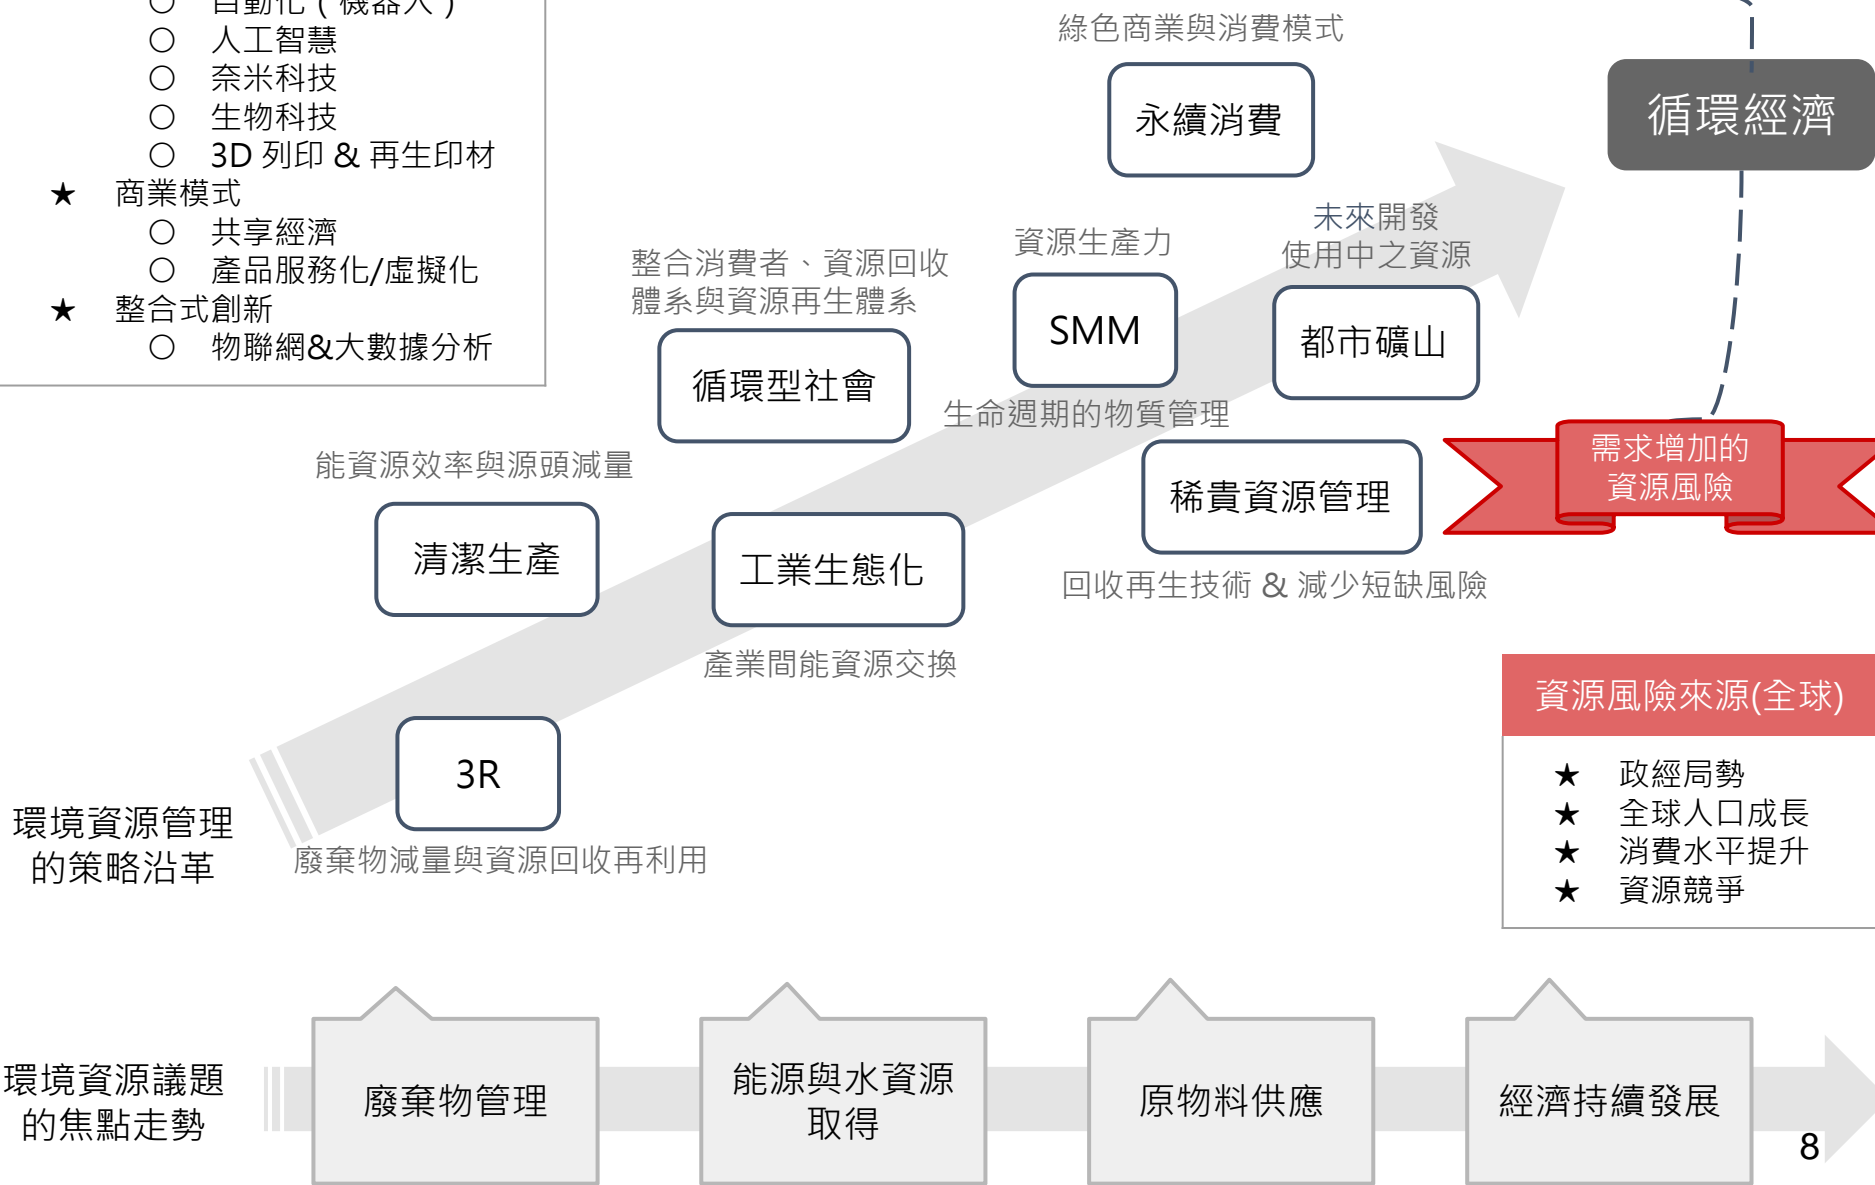 ○ 自動化（機器人）
○ 人工智慧
○ 奈米科技
○ 生物科技
○ 3D 列印 & 再生印材
★ 商業模式
○ 共享經濟
○ 產品服務化/虛擬化
★ 整合式創新
○ 物聯網&大數據分析
綠色商業與消費模式
永續消費
循環經濟
未來開發
使用中之資源
都市礦山
資源生產力
SMM
生命週期的物質管理
整合消費者、資源回收
體系與資源再生體系
循環型社會
需求增加的
資源風險
稀貴資源管理
回收再生技術 & 減少短缺風險
能資源效率與源頭減量
清潔生產
工業生態化
產業間能資源交換
3R
廢棄物減量與資源回收再利用
環境資源管理
的策略沿革
資源風險來源(全球)
★ 政經局勢
★ 全球人口成長
★ 消費水平提升
★ 資源競爭
環境資源議題
的焦點走勢
廢棄物管理
能源與水資源
取得
原物料供應
經濟持續發展
8